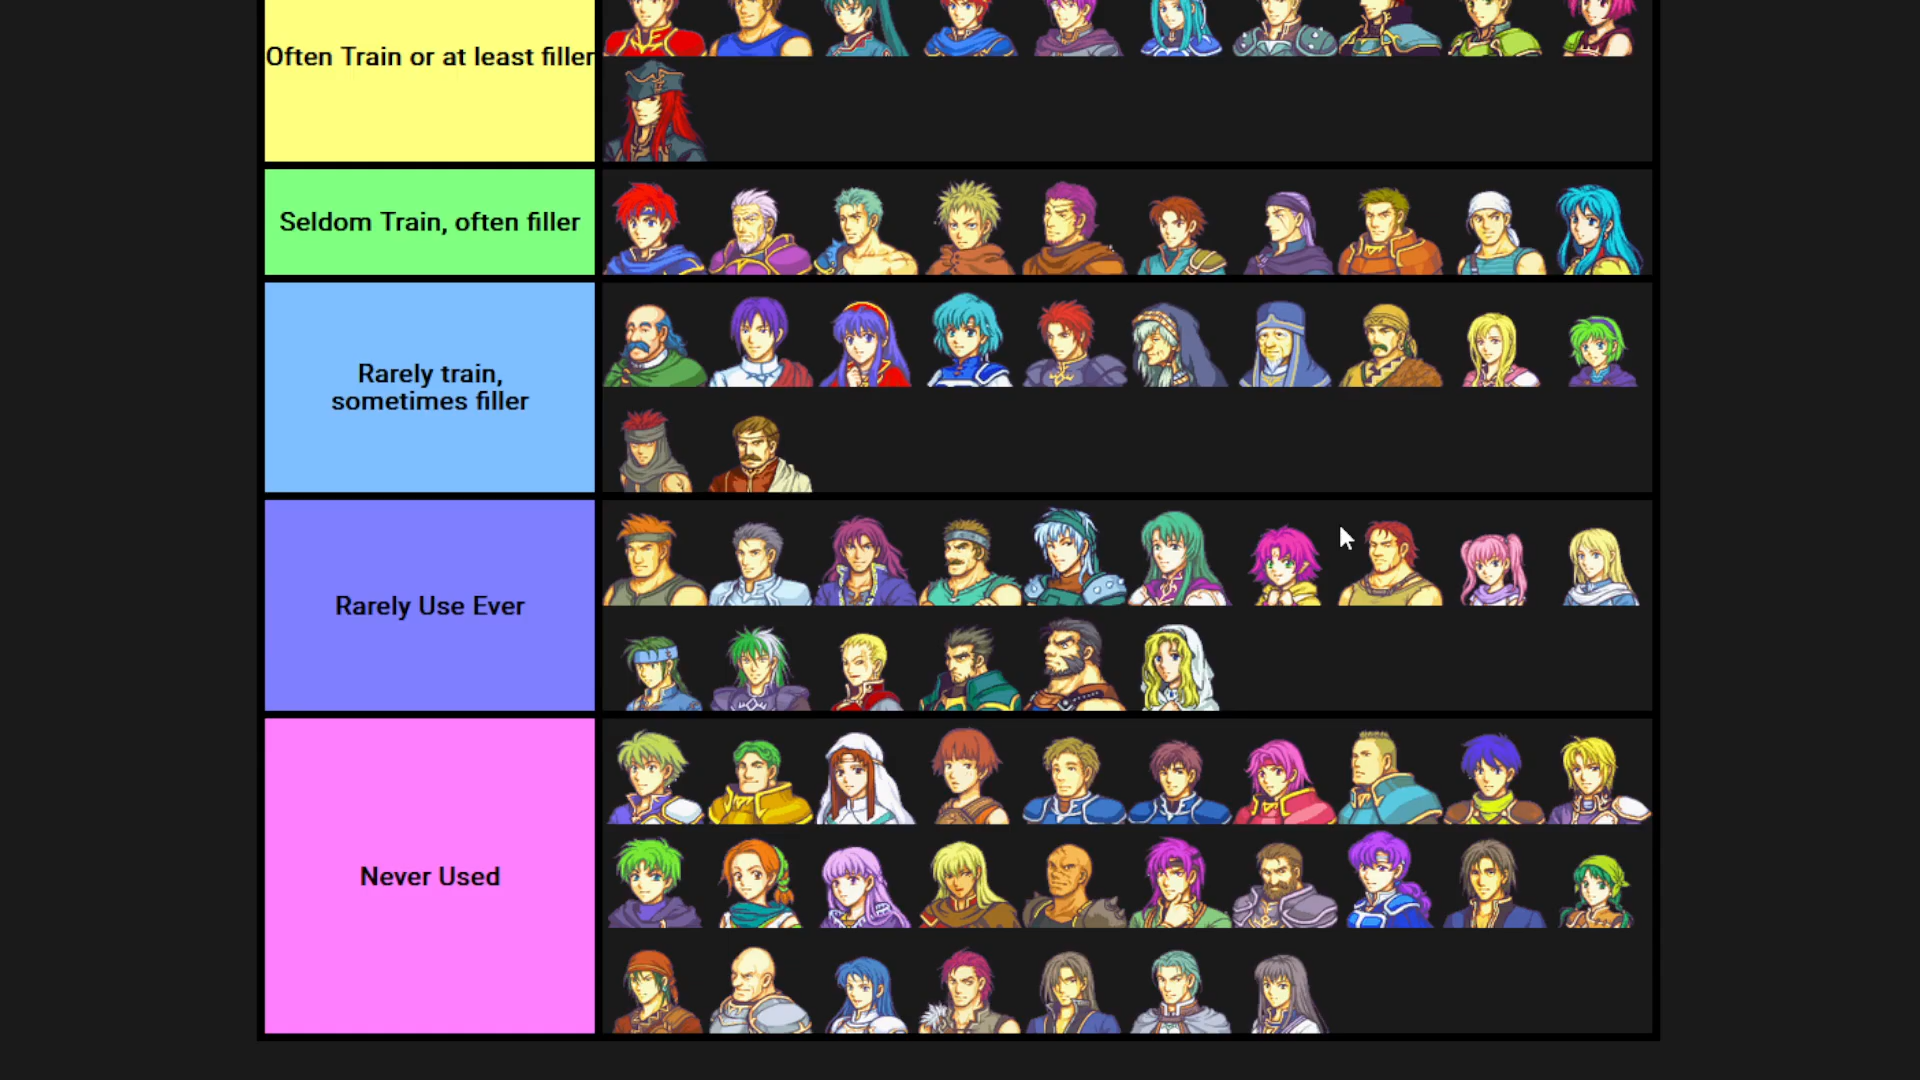 Often Train or at least filler
Seldom Train, often filler
Rarely train,
sometimes filler
Rarely Use Ever
Never Used